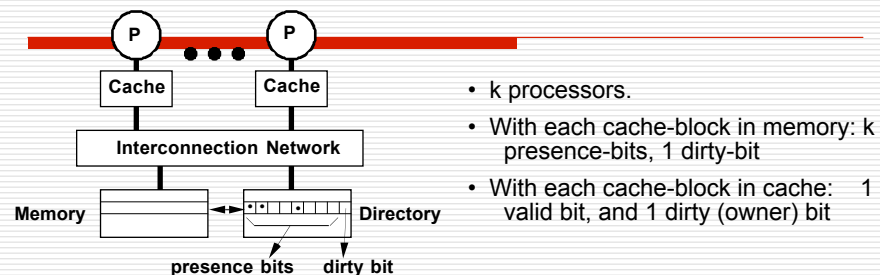 P
P
Cache
Cache
Interconnection Network
Memory
Directory
presence bits
dirty bit
• k processors.
• With each cache-block in memory: k
presence-bits, 1 dirty-bit
• With each cache-block in cache: 1
valid bit, and 1 dirty (owner) bit